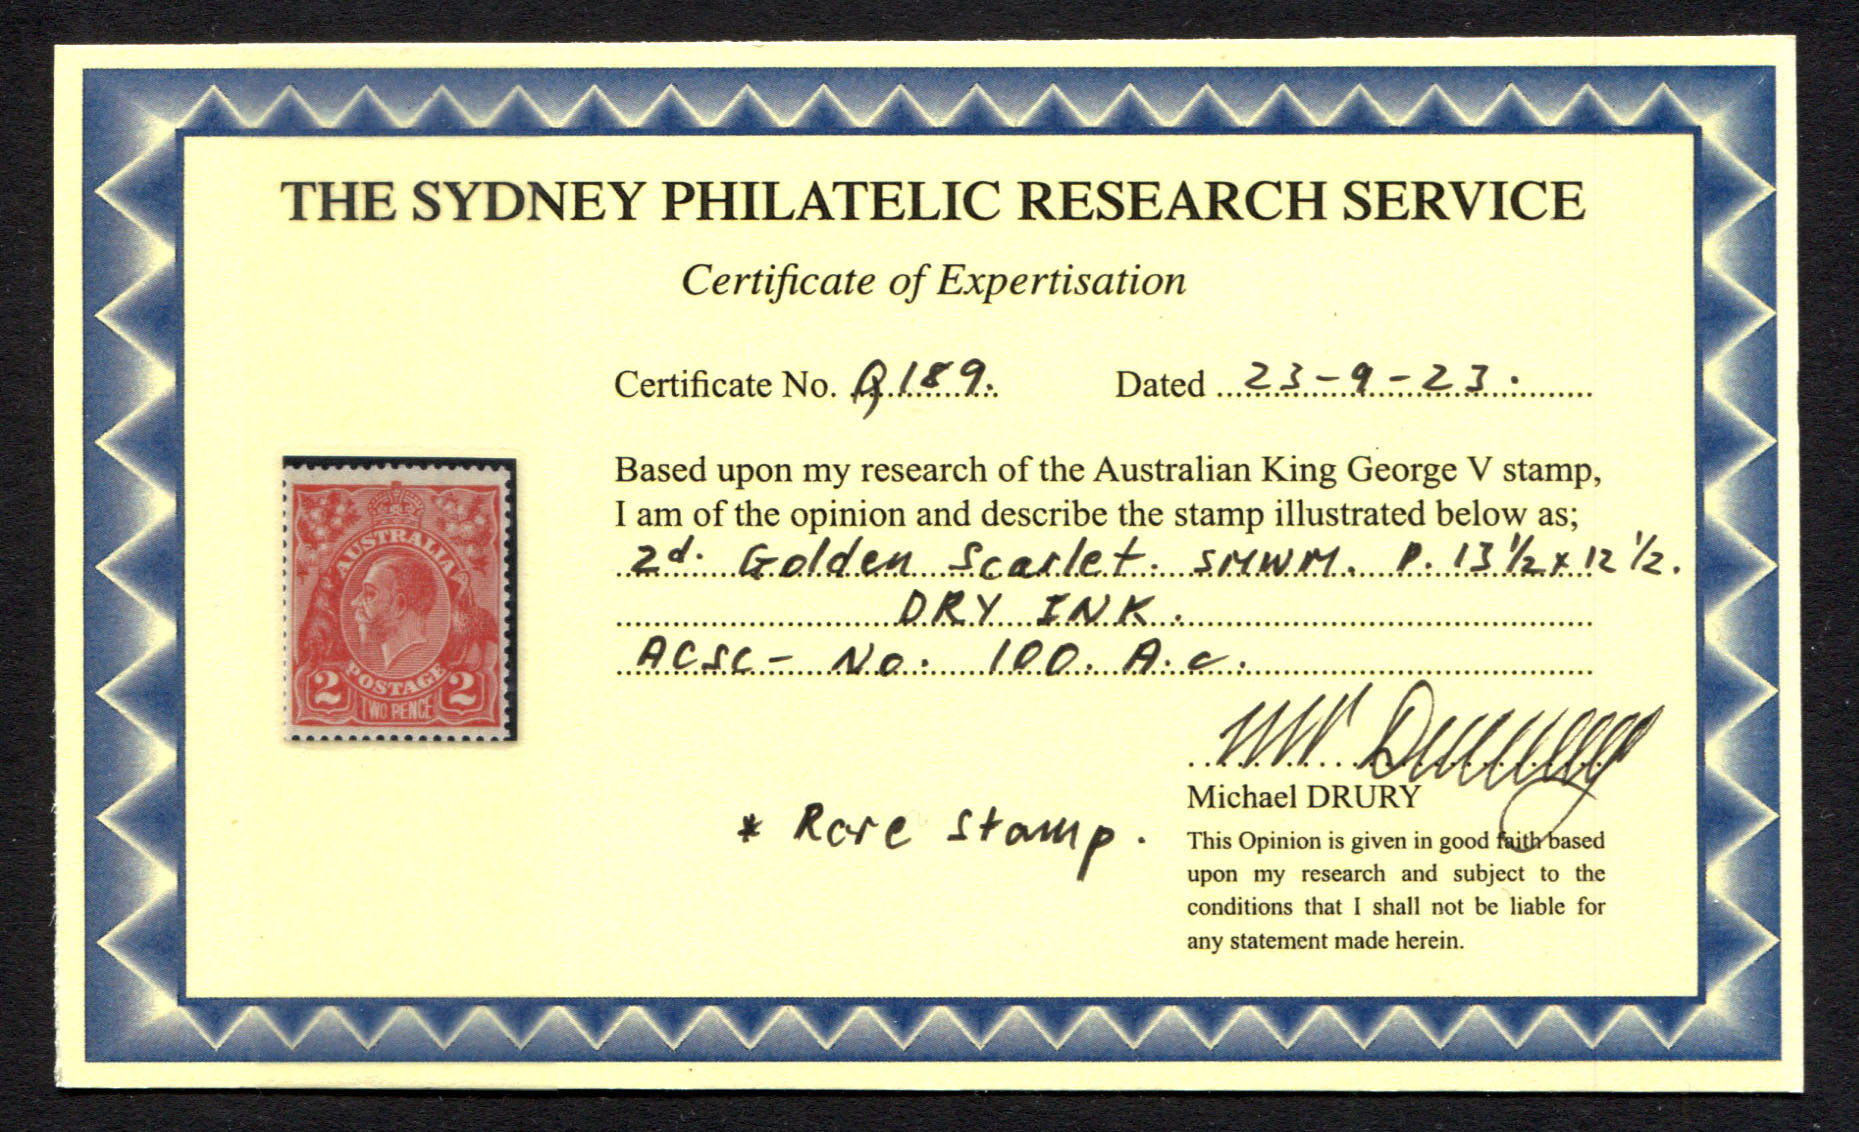 THE SYDNEY PHILATELIC RESEARCH SERVICE
Certificate of Expertisation
Certificate No. Q189. Dated 23-9-23.
Based upon my research of the Australian King George V stamp,
I am of the opinion and describe the stamp illustrated below as;
2d. Golden Scarlet. SMWM. P. 13 1/2 x 12 1/2.
DRY INK.
ACSC- No. 100. A.c.
AUSTRALIA
POSTAGE
2 2
TWO PENCE
Michael DRURY
* Rare stamp.
This Opinion is given in good faith based
upon my research and subject to the
conditions that I shall not be liable for
any statement made herein.